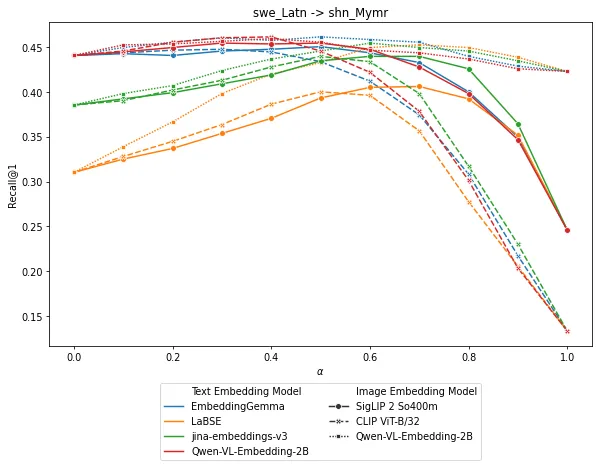 swe_Latn -> shn_Mymr
0.45
0.40
0.35
0.30
0.25
0.20
0.15
Recall@1
0.0 0.2 0.4 0.6 0.8 1.0
α
Text Embedding Model
EmbeddingGemma
LaBSE
jina-embeddings-v3
Qwen-VL-Embedding-2B
Image Embedding Model
SigLIP 2 So400m
CLIP ViT-B/32
Qwen-VL-Embedding-2B